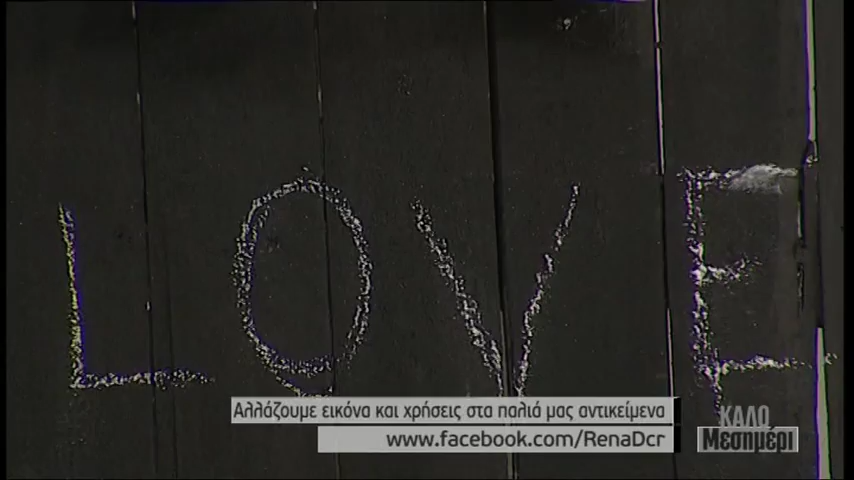 LOVE
Αλλάζουμε εικόνα και χρήσεις στα παλιά μας αντικείμενα
www.facebook.com/RenaDcr
ΚΑΛΟ
Μεσημέρι